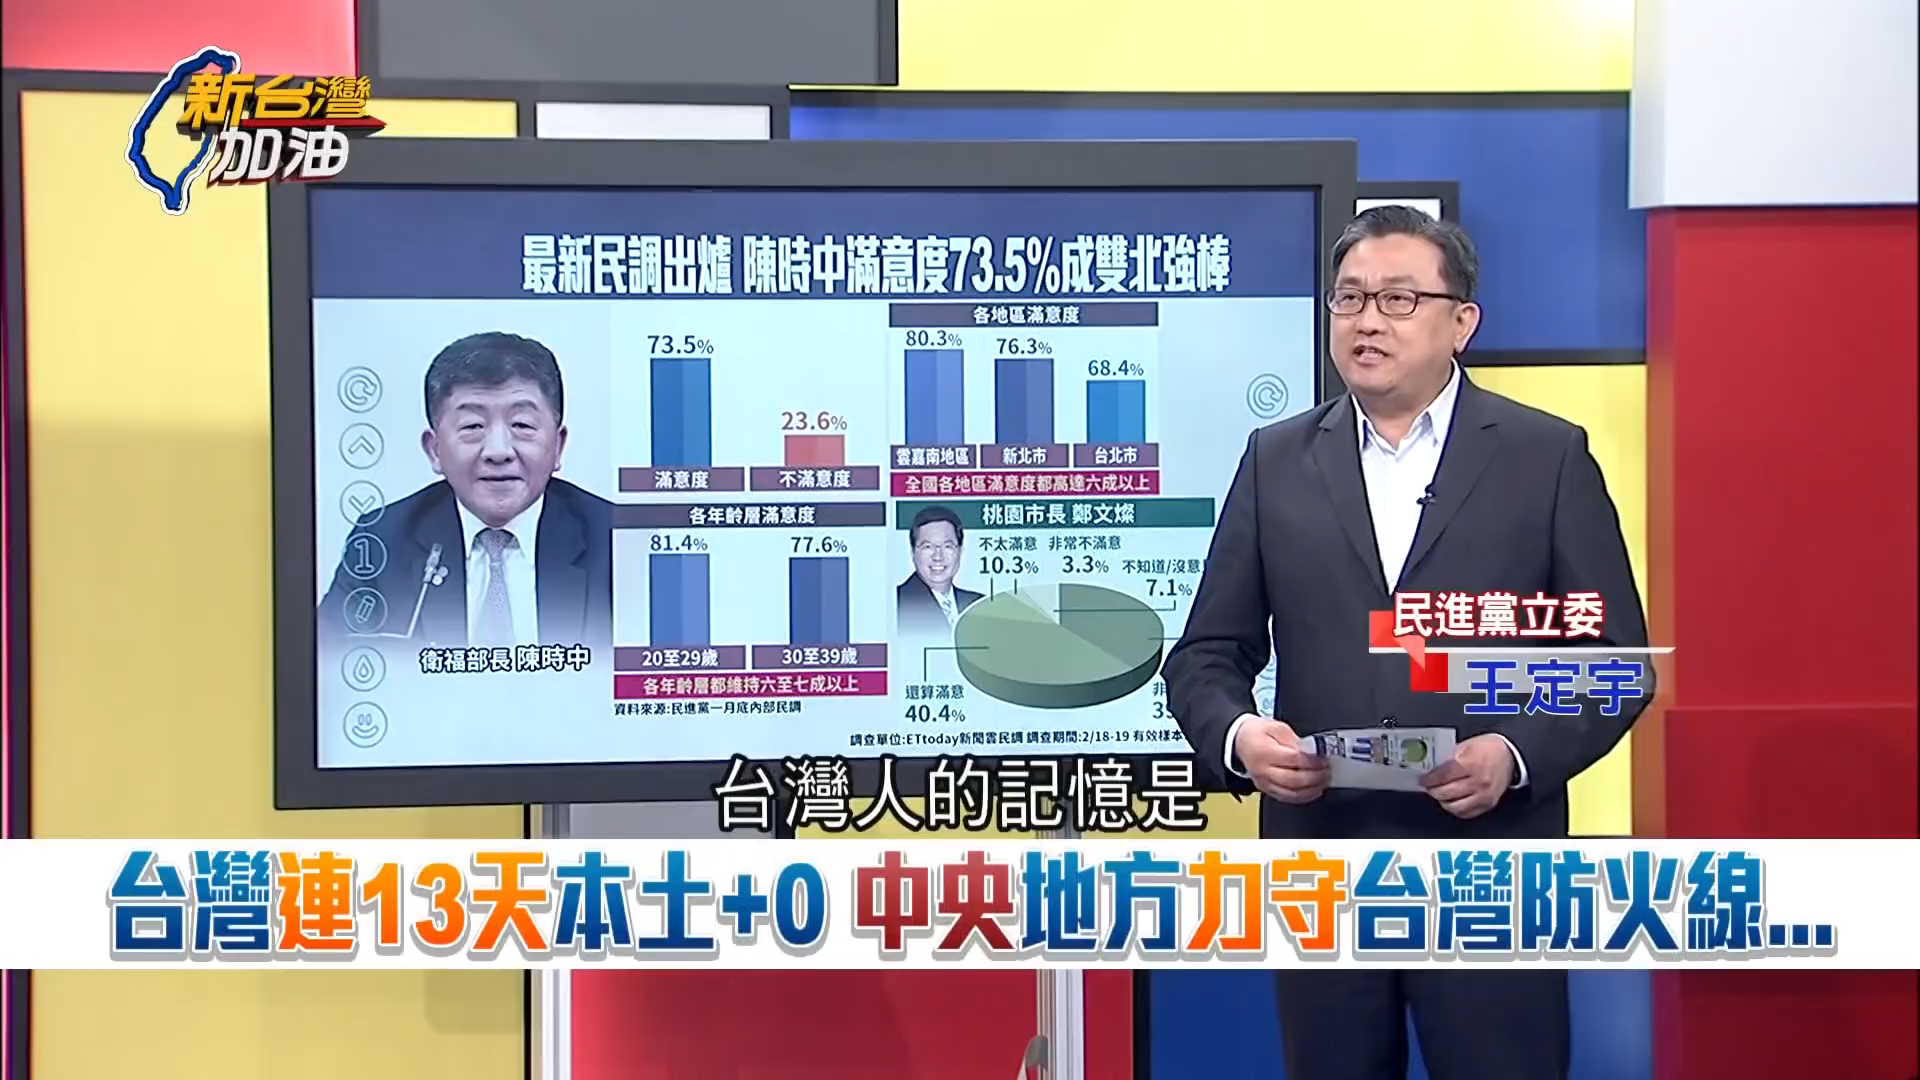 新台灣
加油
最新民調出爐 陳時中滿意度73.5%成雙北強棒
73.5%
23.6%
滿意度
不滿意度
各地區滿意度
80.3%
76.3%
68.4%
雲嘉南地區
新北市
台北市
全國各地區滿意度都高達六成以上
各年齡層滿意度
81.4%
77.6%
20至29歲
30至39歲
各年齡層都維持六至七成以上
資料來源:民進黨一月底內部民調
衛福部長 陳時中
1
桃園市長 鄭文燦
不太滿意
10.3%
非常不滿意
3.3%
不知道/沒意
7.1%
還算滿意
40.4%
非
調查單位:ETtoday新聞雲民調 調查期間:2/18-19 有效樣本
民進黨立委
王定宇
台灣人的記憶是
台灣連13天本土+0 中央地方力守台灣防火線...